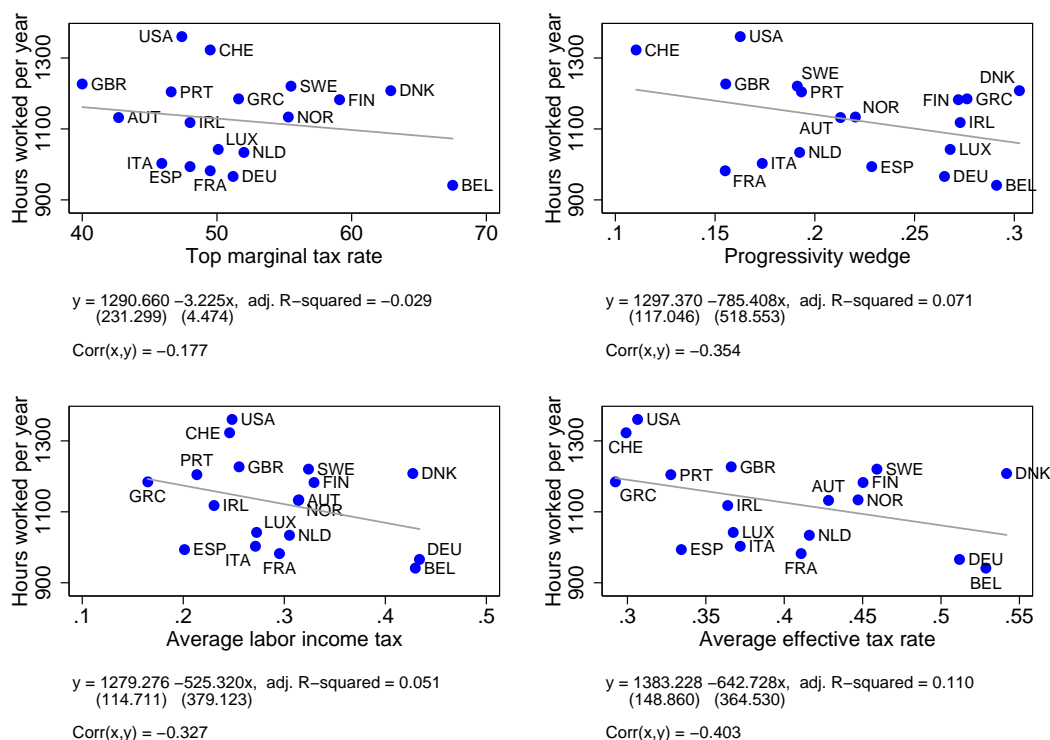 Hours worked per year
1300
1100
900
USA
CHE
GBR
PRT
GRC
SWE
FIN
DNK
AUT
IRL
NOR
LUX
NLD
ITA
ESP
FRA
DEU
BEL
40 50 60 70
Top marginal tax rate
y = 1290.660 −3.225x, adj. R−squared = −0.029
(231.299) (4.474)
Corr(x,y) = −0.177
Hours worked per year
1300
1100
900
CHE
USA
GBR
SWE
PRT
DNK
FIN
GRC
NOR
AUT
IRL
NLD
LUX
ITA
FRA
ESP
DEU
BEL
.1 .15 .2 .25 .3
Progressivity wedge
y = 1297.370 −785.408x, adj. R−squared = 0.071
(117.046) (518.553)
Corr(x,y) = −0.354
Hours worked per year
1300
1100
900
USA
CHE
PRT
GBR
SWE
DNK
GRC
FIN
IRL
AUT
NOR
LUX
NLD
ESP
ITA
FRA
DEU
BEL
.1 .2 .3 .4 .5
Average labor income tax
y = 1279.276 −525.320x, adj. R−squared = 0.051
(114.711) (379.123)
Corr(x,y) = −0.327
Hours worked per year
1300
1100
900
USA
CHE
GBR
SWE
DNK
PRT
GRC
FIN
AUT
NOR
IRL
LUX
NLD
ESP
ITA
FRA
DEU
BEL
.3 .35 .4 .45 .5 .55
Average effective tax rate
y = 1383.228 −642.728x, adj. R−squared = 0.110
(148.860) (364.530)
Corr(x,y) = −0.403